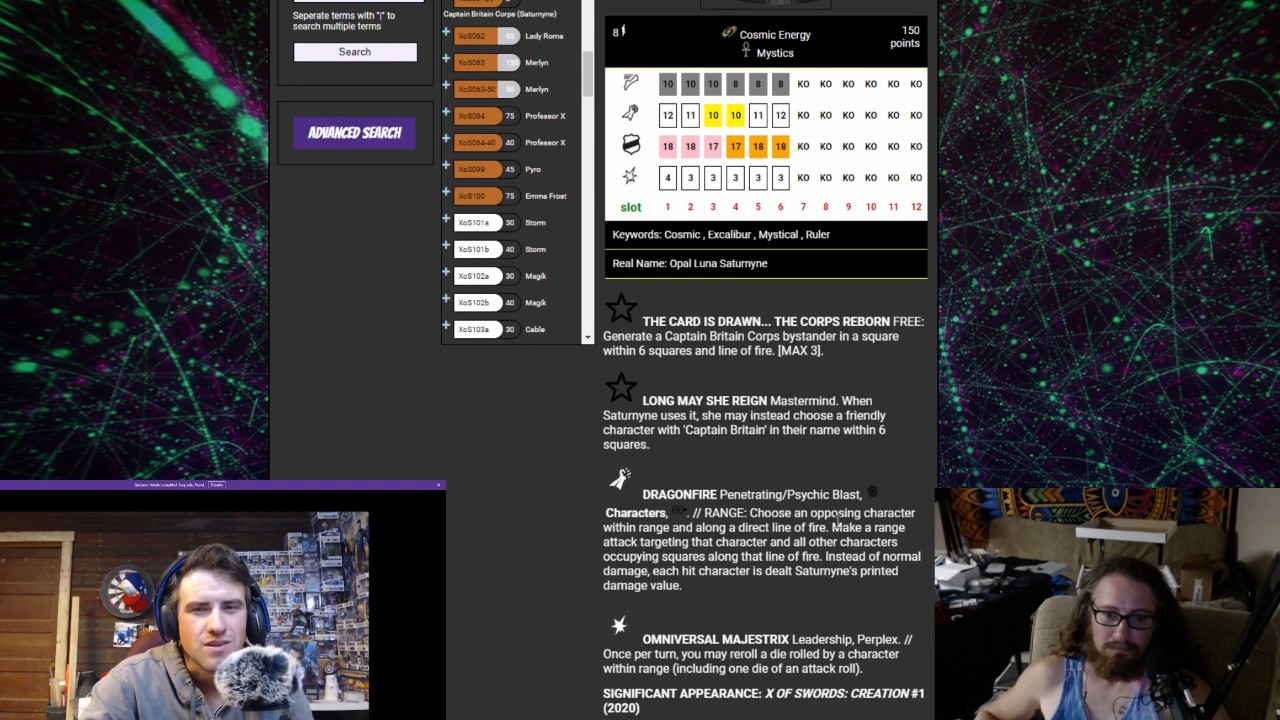 Seperate terms with "|" to
search multiple terms
Search
ADVANCED SEARCH
Captain Britain Corps (Saturnyne)
XoS062 65 Lady Roma
XoS063 150 Merlyn
XoS063-50 50 Merlyn
XoS064 75 Professor X
XoS064-40 40 Professor X
XoS099 45 Pyro
XoS100 75 Emma Frost
XoS101a 30 Storm
XoS101b 40 Storm
XoS102a 30 Magik
XoS102b 40 Magik
XoS103a 30 Cable
8
Cosmic Energy
Mystics
150
points
10 10 10 8 8 8 KO KO KO KO KO KO
12 11 10 10 11 12 KO KO KO KO KO KO
18 18 17 17 18 18 KO KO KO KO KO KO
4 3 3 3 3 3 KO KO KO KO KO KO
slot 1 2 3 4 5 6 7 8 9 10 11 12
Keywords: Cosmic , Excalibur , Mystical , Ruler
Real Name: Opal Luna Saturnyne
THE CARD IS DRAWN... THE CORPS REBORN FREE:
Generate a Captain Britain Corps bystander in a square
within 6 squares and line of fire. [MAX 3].
LONG MAY SHE REIGN Mastermind. When
Saturnyne uses it, she may instead choose a friendly
character with 'Captain Britain' in their name within 6
squares.
DRAGONFIRE Penetrating/Psychic Blast,
Characters, . // RANGE: Choose an opposing character
within range and along a direct line of fire. Make a range
attack targeting that character and all other characters
occupying squares along that line of fire. Instead of normal
damage, each hit character is dealt Saturnyne's printed
damage value.
OMNIVERSAL MAJESTRIX Leadership, Perplex. //
Once per turn, you may reroll a die rolled by a character
within range (including one die of an attack roll).
SIGNIFICANT APPEARANCE: X OF SWORDS: CREATION #1
(2020)